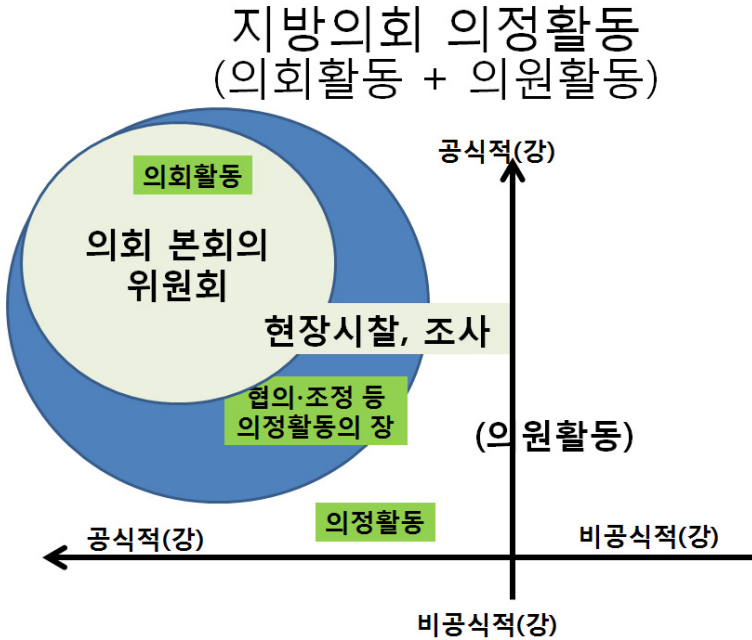 지방의회 의정활동
(의회활동 + 의원활동)
공식적(강)
의회활동
의회 본회의
위원회
현장시찰, 조사
협의·조정 등
의정활동의 장
(의원활동)
의정활동
공식적(강)
비공식적(강)
비공식적(강)